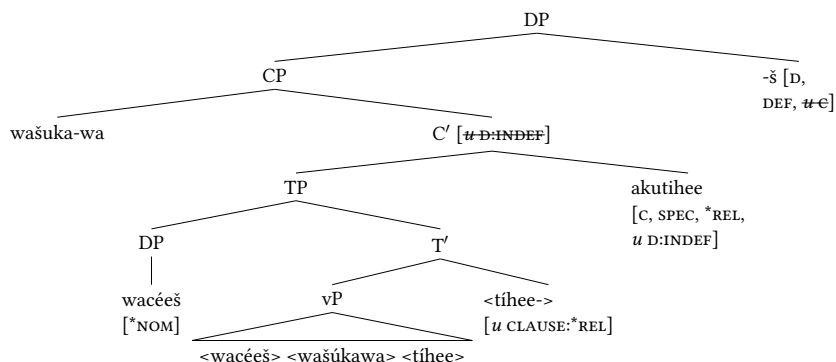 DP
CP
-š [D,
DEF, u C]
wašuka-wa
C′ [u D:INDEF]
TP
akutihee
[C, SPEC, *REL,
u D:INDEF]
DP
T′
wacéeš
[*NOM]
vP
<tíhee->
[u CLAUSE:*REL]
<wacéeš> <wašúkawa> <tíhee>